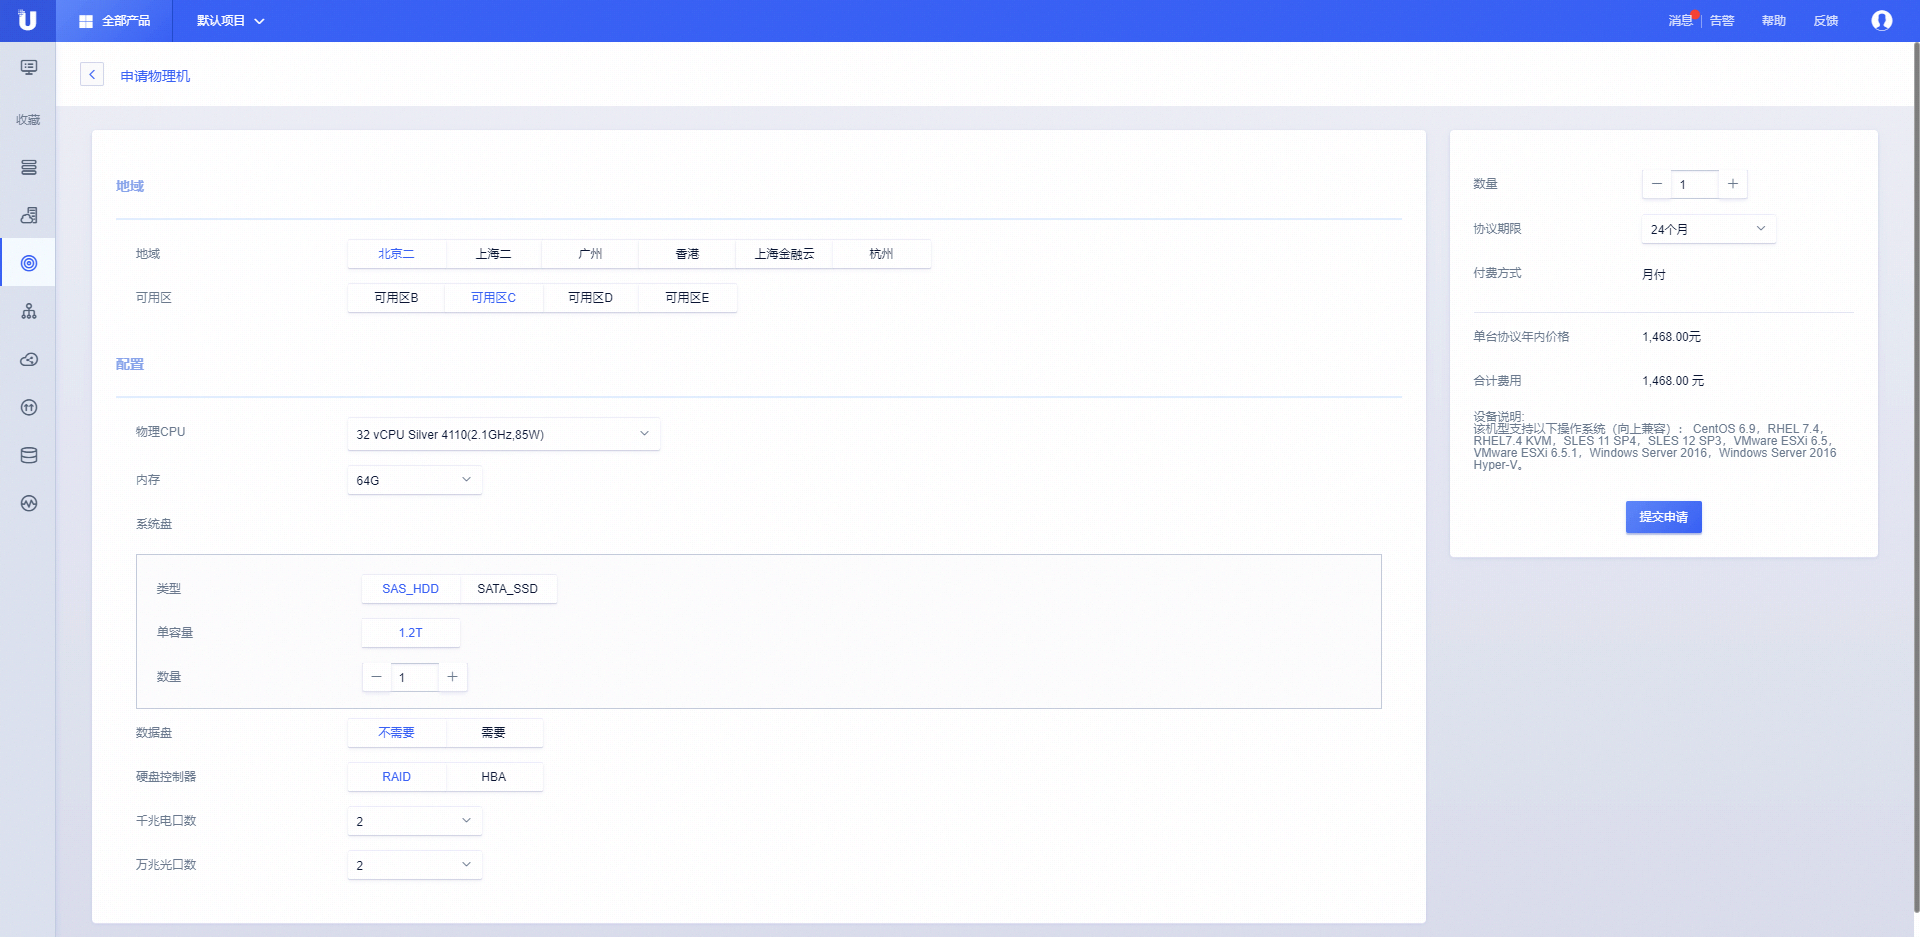 全部产品
默认项目
消息
告警
帮助
反馈
申请物理机
收藏
地域
地域
北京二
上海二
广州
香港
上海金融云
杭州
可用区
可用区B
可用区C
可用区D
可用区E
配置
物理CPU
32 vCPU Silver 4110(2.1GHz,85W)
内存
64G
系统盘
类型
SAS_HDD
SATA_SSD
单容量
1.2T
数量
1
数据盘
不需要
需要
硬盘控制器
RAID
HBA
千兆电口数
2
万兆光口数
2
数量
1
协议期限
24个月
付费方式
月付
单台协议年内价格
1,468.00元
合计费用
1,468.00 元
设备说明:
该机型支持以下操作系统（向上兼容）： CentOS 6.9，RHEL 7.4，
RHEL7.4 KVM，SLES 11 SP4，SLES 12 SP3，VMware ESXi 6.5，
VMware ESXi 6.5.1，Windows Server 2016，Windows Server 2016
Hyper-V。
提交申请